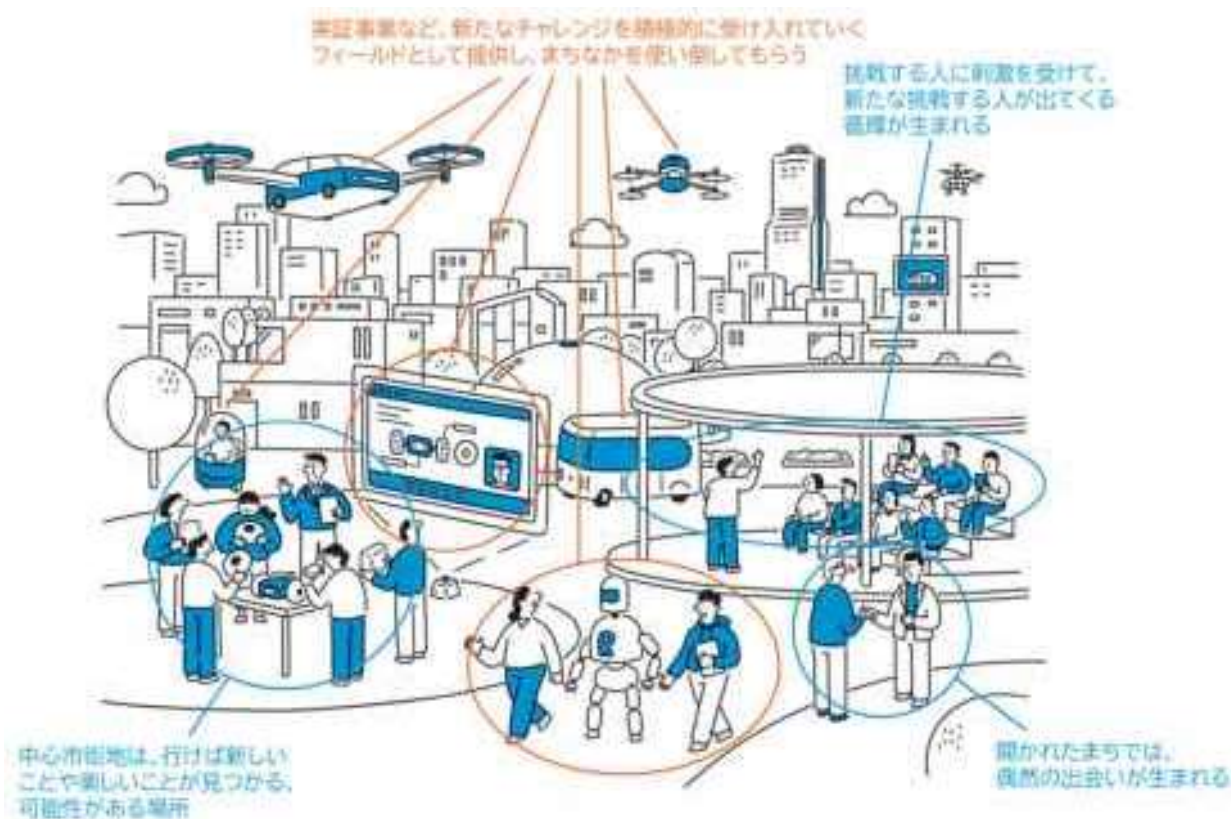 実証事業など、新たなチャレンジを積極的に受け入れていく
フィールドとして提供し、まちなかを使い倒してもらう
挑戦する人に刺激を受けて、
新たな挑戦する人が出てくる
循環が生まれる
中心市街地は、行けば新しい
ことや楽しいことが見つかる、
可能性がある場所
開かれたまちでは、
偶然の出会いが生まれる